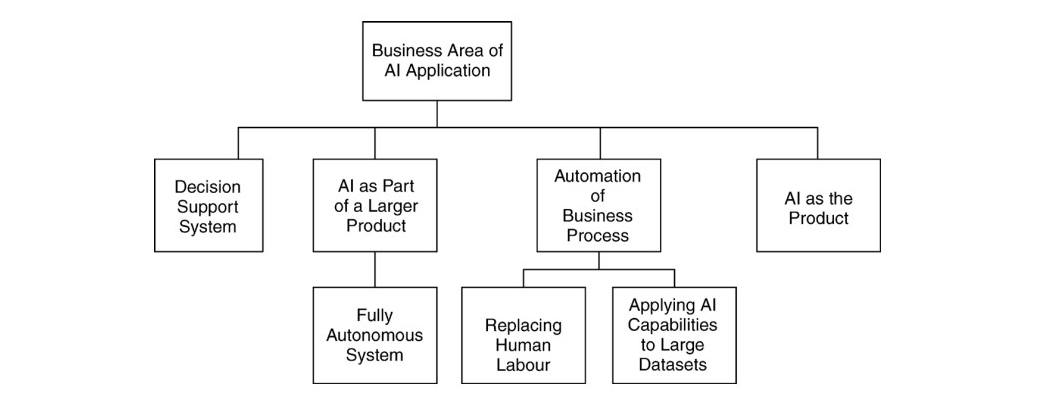 Business Area of
AI Application
Decision
Support
System
AI as Part
of a Larger
Product
Automation
of
Business
Process
AI as the
Product
Fully
Autonomous
System
Replacing
Human
Labour
Applying AI
Capabilities
to Large
Datasets